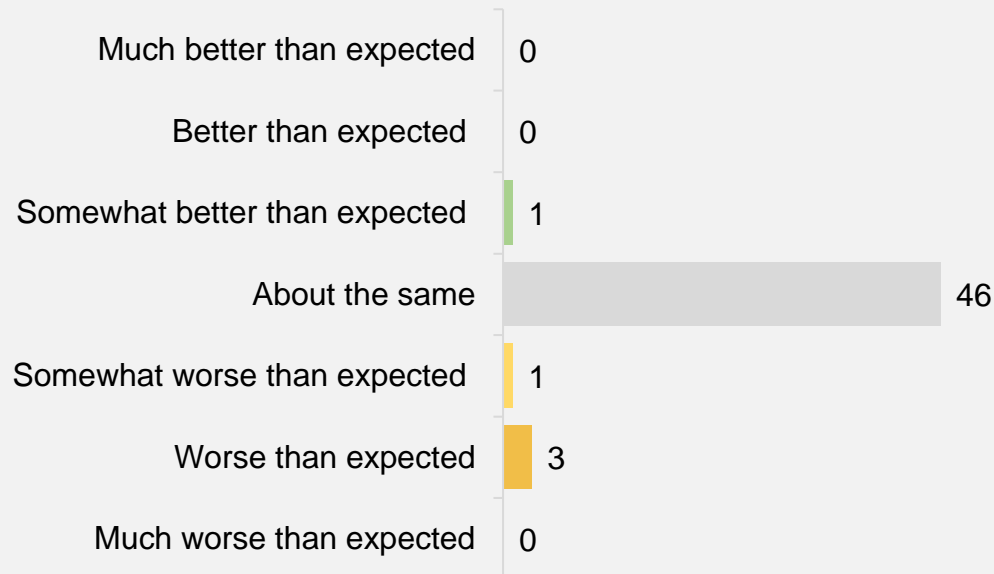 Much better than expected 0
Better than expected 0
Somewhat better than expected 1
About the same 46
Somewhat worse than expected 1
Worse than expected 3
Much worse than expected 0